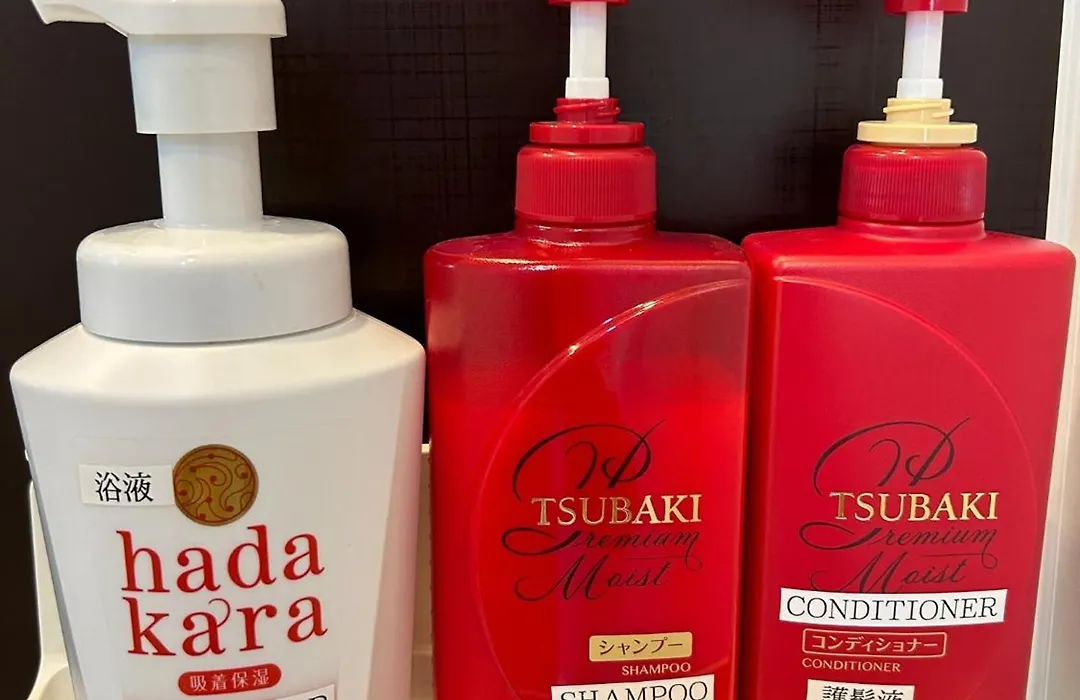 浴液
hada
kara
吸着保湿
TSUBAKI
Premium
Moist
シャンプー
SHAMPOO
SHAMPOO
TSUBAKI
Premium
Moist
CONDITIONER
コンディショナー
CONDITIONER
護髪液